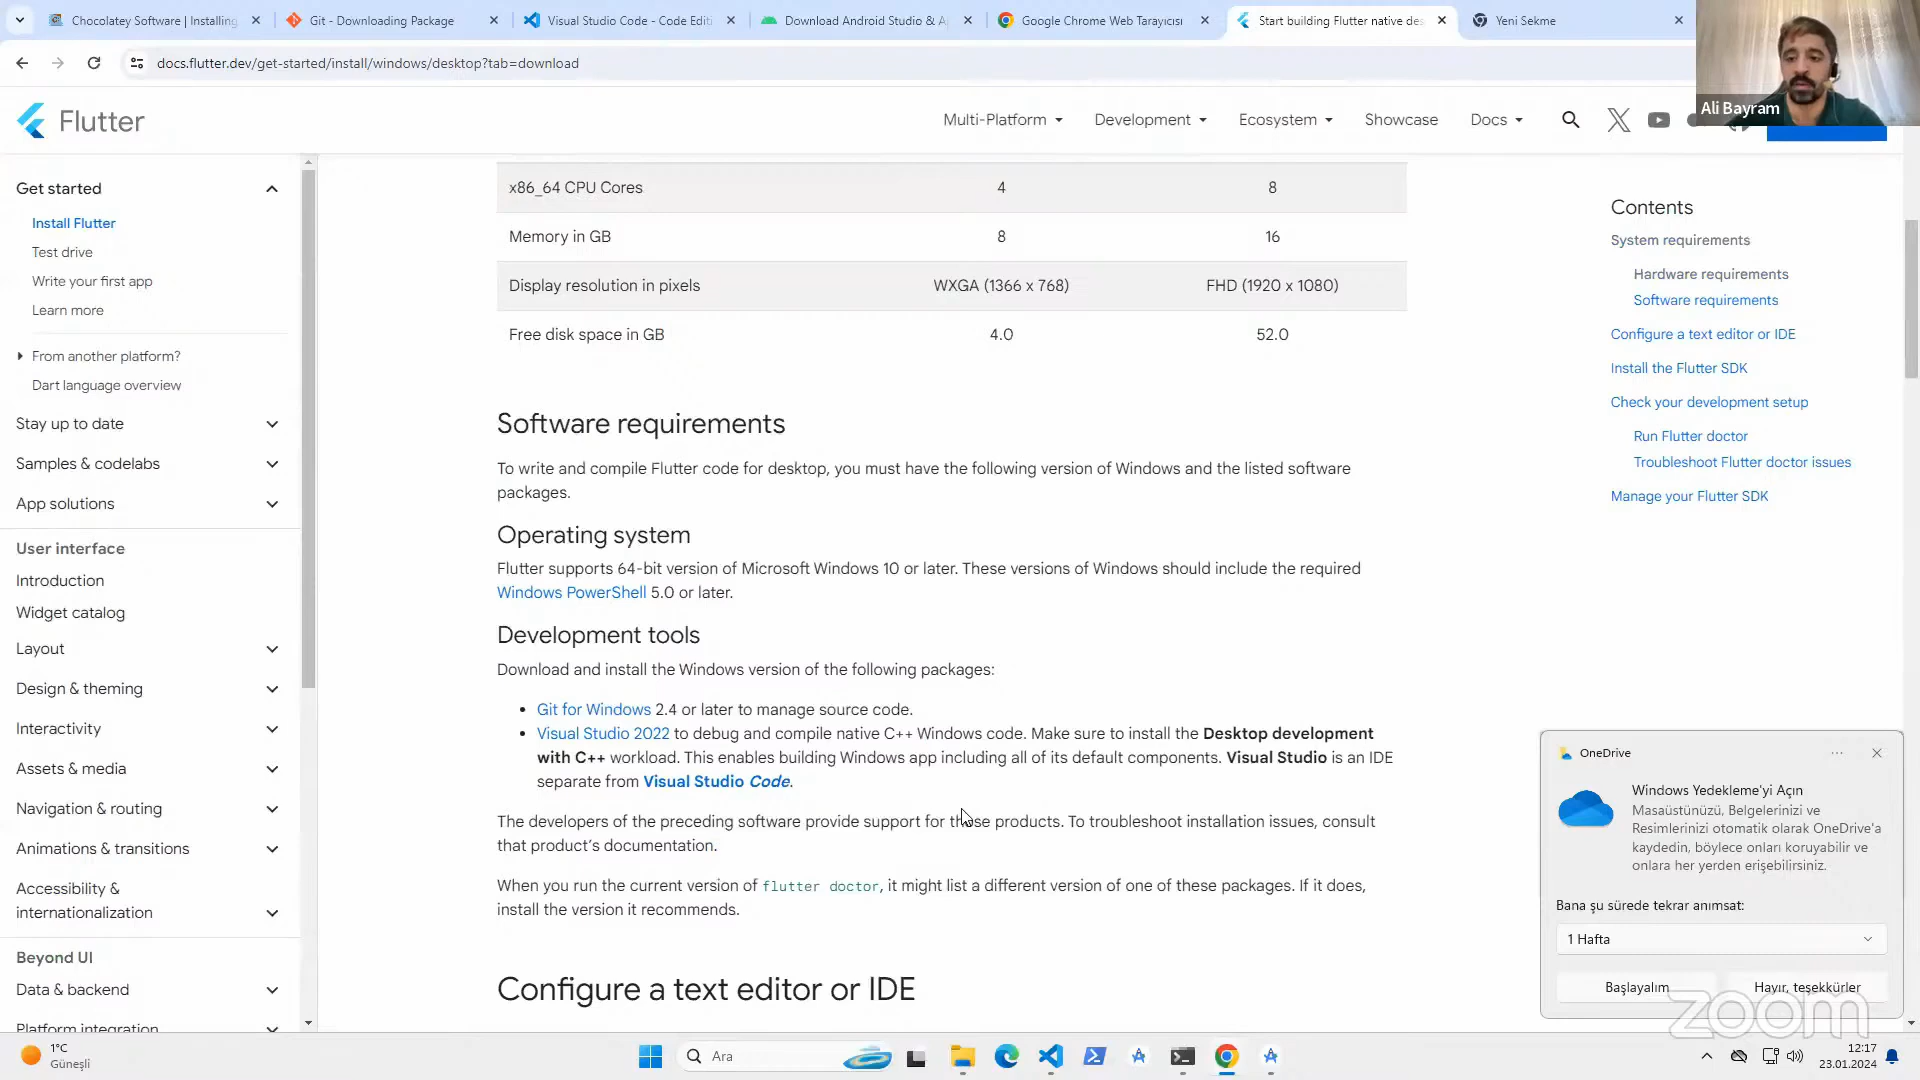 Chocolatey Software | Installing
Git - Downloading Package
Visual Studio Code - Code Editi
Download Android Studio & A
Google Chrome Web Tarayıcısı
Start building Flutter native des
Yeni Sekme
docs.flutter.dev/get-started/install/windows/desktop?tab=download
Ali Bayram
Flutter
Multi-Platform
Development
Ecosystem
Showcase
Docs
Get started
Install Flutter
Test drive
Write your first app
Learn more
From another platform?
Dart language overview
Stay up to date
Samples & codelabs
App solutions
User interface
Introduction
Widget catalog
Layout
Design & theming
Interactivity
Assets & media
Navigation & routing
Animations & transitions
Accessibility &
internationalization
Beyond UI
Data & backend
Platform integration
x86_64 CPU Cores 4 8
Memory in GB 8 16
Display resolution in pixels WXGA (1366 x 768) FHD (1920 x 1080)
Free disk space in GB 4.0 52.0
Software requirements
To write and compile Flutter code for desktop, you must have the following version of Windows and the listed software
packages.
Operating system
Flutter supports 64-bit version of Microsoft Windows 10 or later. These versions of Windows should include the required
Windows PowerShell 5.0 or later.
Development tools
Download and install the Windows version of the following packages:
• Git for Windows 2.4 or later to manage source code.
• Visual Studio 2022 to debug and compile native C++ Windows code. Make sure to install the Desktop development
with C++ workload. This enables building Windows app including all of its default components. Visual Studio is an IDE
separate from Visual Studio Code.
The developers of the preceding software provide support for these products. To troubleshoot installation issues, consult
that product's documentation.
When you run the current version of flutter doctor, it might list a different version of one of these packages. If it does,
install the version it recommends.
Configure a text editor or IDE
Contents
System requirements
Hardware requirements
Software requirements
Configure a text editor or IDE
Install the Flutter SDK
Check your development setup
Run Flutter doctor
Troubleshoot Flutter doctor issues
Manage your Flutter SDK
OneDrive
Windows Yedekleme'yi Açın
Masaüstünüzü, Belgelerinizi ve
Resimlerinizi otomatik olarak OneDrive'a
kaydedin, böylece onları koruyabilir ve
onlara her yerden erişebilirsiniz.
Bana şu sürede tekrar anımsat:
1 Hafta
Başlayalım
Hayır, teşekkürler
zoom
1°C
Güneşli
Ara
12:17
23.01.2024